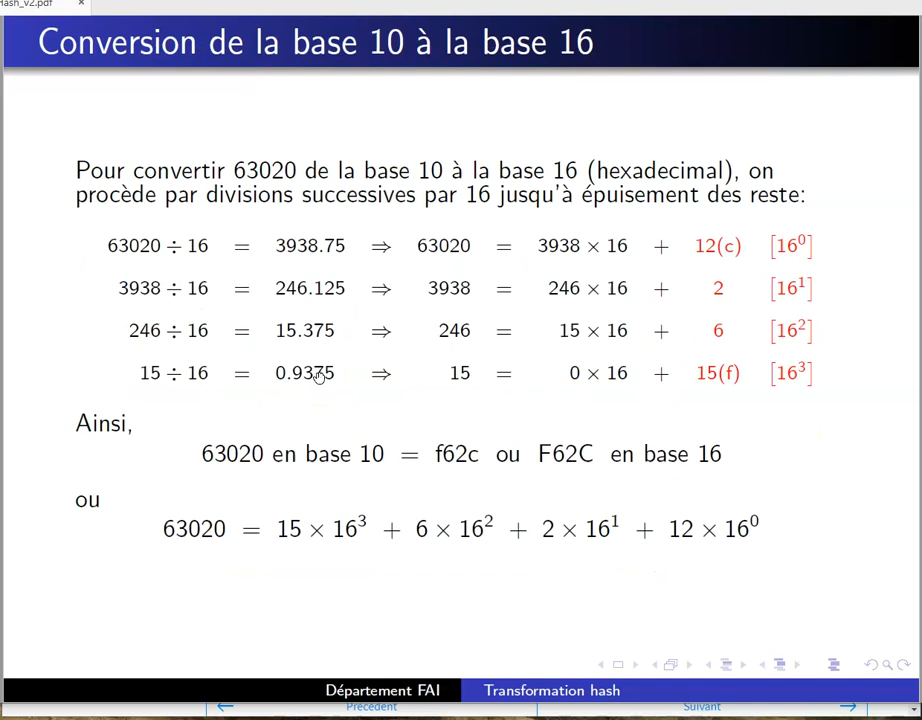 Hash_v2.pdf ×
Conversion de la base 10 à la base 16
Pour convertir 63020 de la base 10 à la base 16 (hexadecimal), on
procède par divisions successives par 16 jusqu'à épuisement des reste:
63020 ÷ 16 = 3938.75 ⇒ 63020 = 3938 × 16 + 12(c) [16⁰]
3938 ÷ 16 = 246.125 ⇒ 3938 = 246 × 16 + 2 [16¹]
246 ÷ 16 = 15.375 ⇒ 246 = 15 × 16 + 6 [16²]
15 ÷ 16 = 0.9375 ⇒ 15 = 0 × 16 + 15(f) [16³]
Ainsi,
63020 en base 10 = f62c ou F62C en base 16
ou
63020 = 15 × 16³ + 6 × 16² + 2 × 16¹ + 12 × 16⁰
Département FAI Transformation hash
Précédent Suivant